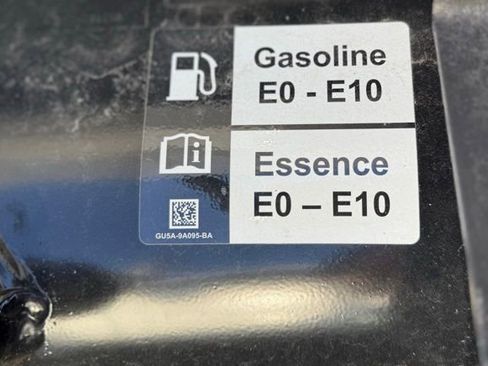 Gasoline
E0 - E10
Essence
E0 – E10
GU5A-9A095-BA